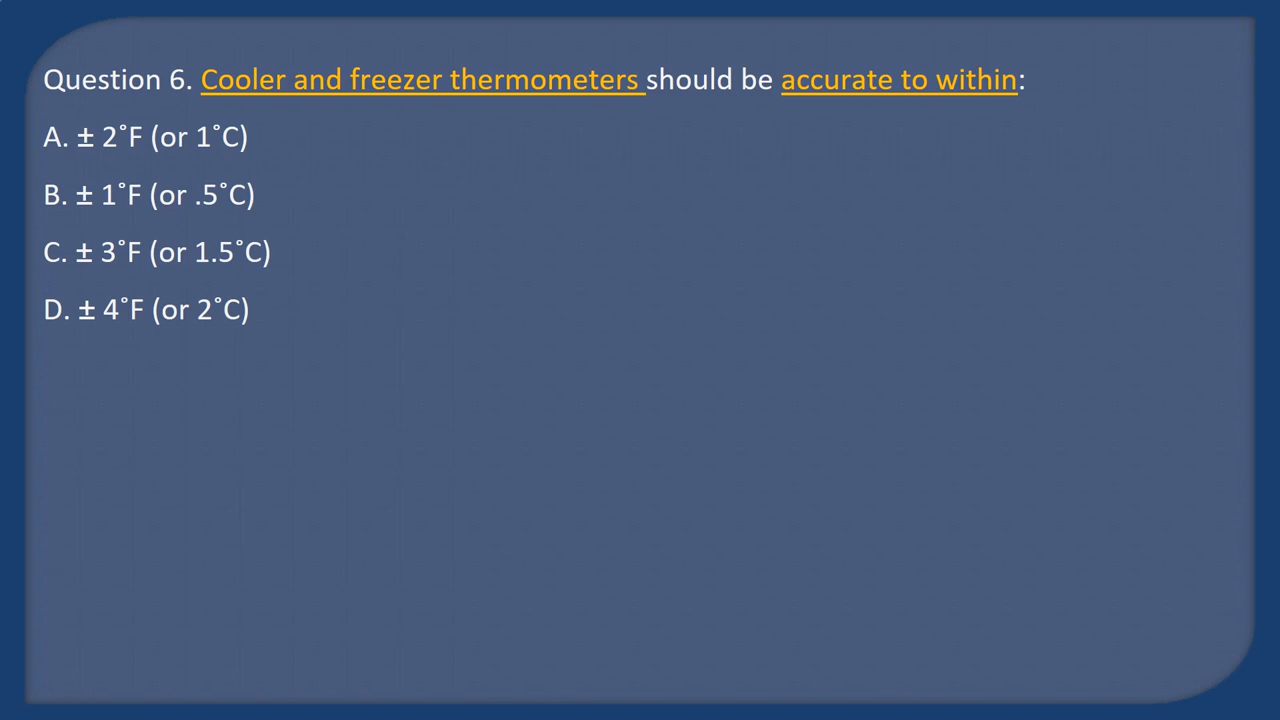 Question 6. Cooler and freezer thermometers should be accurate to within:
A. ± 2˚F (or 1˚C)
B. ± 1˚F (or .5˚C)
C. ± 3˚F (or 1.5˚C)
D. ± 4˚F (or 2˚C)